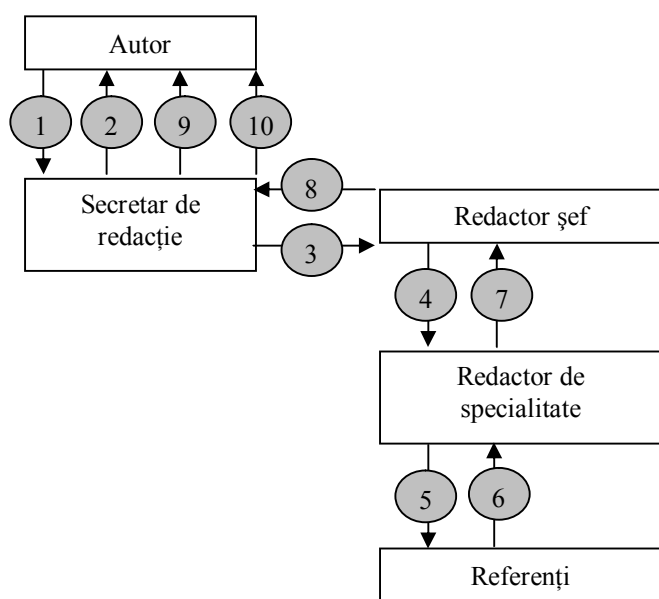 Autor
1
2
9
10
Secretar de
redacție
8
3
Redactor şef
4
7
Redactor de
specialitate
5
6
Referenți